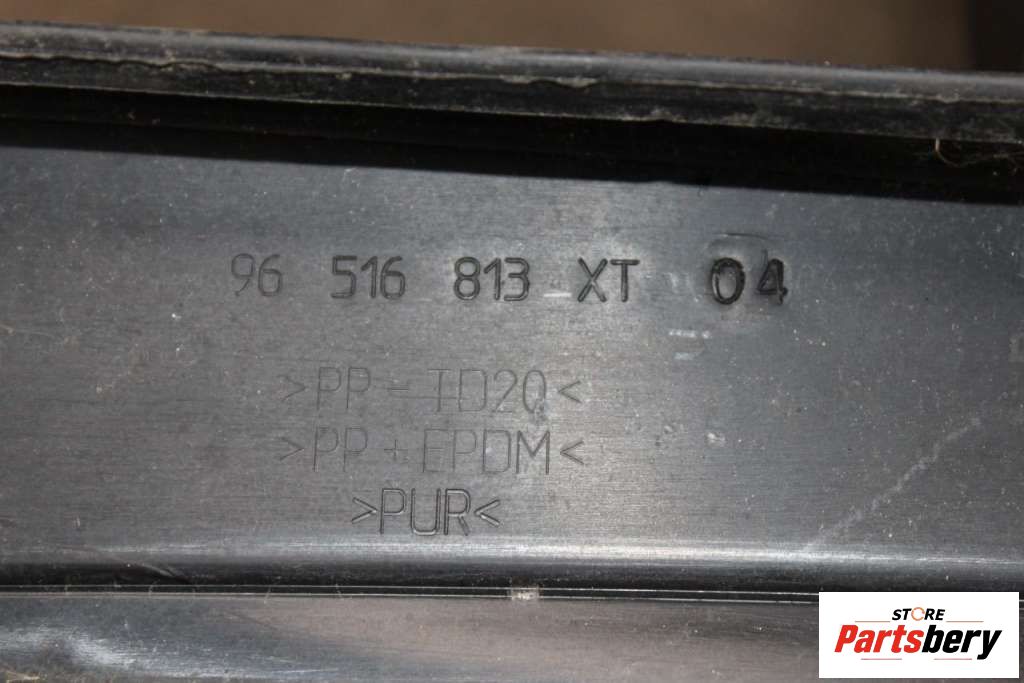 96 516 813 XT 04
>PP-TD20<
>PP+EPDM<
>PUR<
STORE
Partsbery